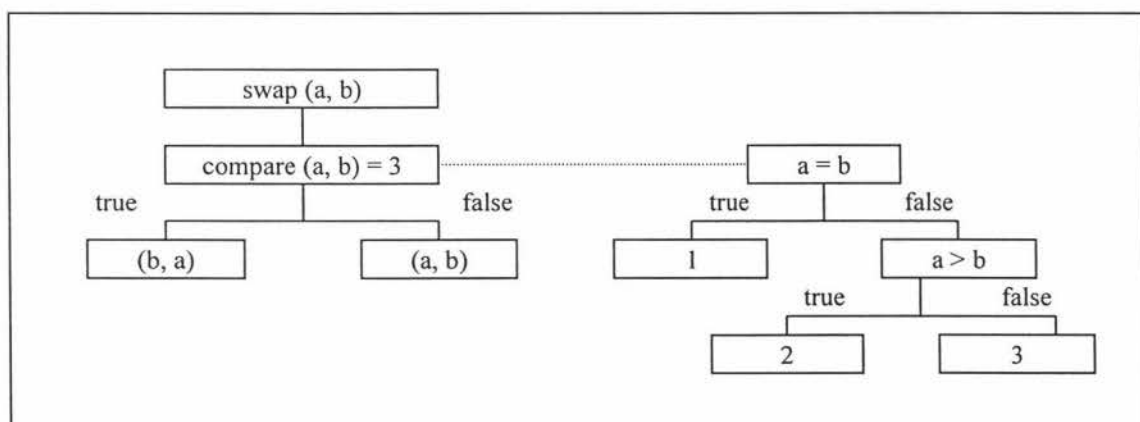 swap (a, b)
compare (a, b) = 3
a = b
true
false
true
false
(b, a)
(a, b)
1
a > b
true
false
2
3